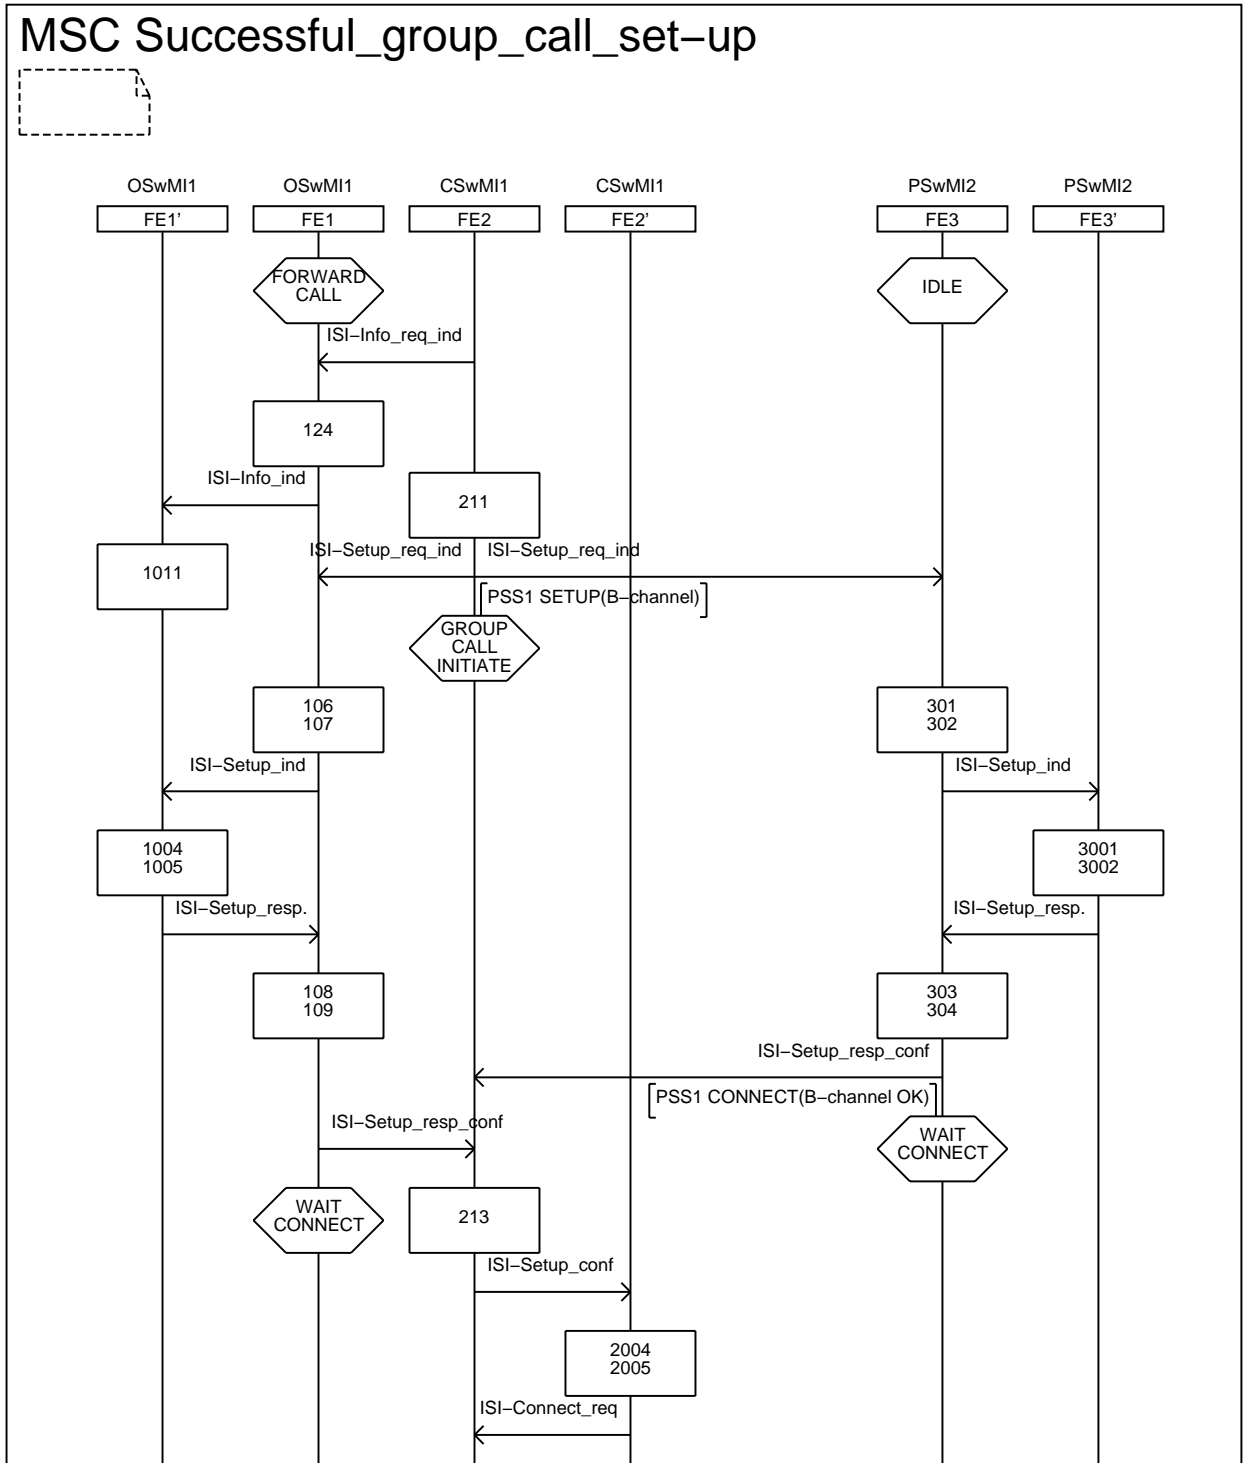 MSC Successful_group_call_set−up
OSwMI1 OSwMI1 CSwMI1 CSwMI1 PSwMI2 PSwMI2
FE1’ FE1 FE2 FE2’ FE3 FE3’
FORWARD
CALL
IDLE
ISI−Info_req_ind
124
ISI−Info_ind
211
ISI−Setup_req_ind ISI−Setup_req_ind
1011
PSS1 SETUP(B−channel)
GROUP
CALL
INITIATE
106
107
301
302
ISI−Setup_ind ISI−Setup_ind
1004
1005
3001
3002
ISI−Setup_resp. ISI−Setup_resp.
108
109
303
304
ISI−Setup_resp_conf
PSS1 CONNECT(B−channel OK)
ISI−Setup_resp_conf
WAIT
CONNECT
WAIT
CONNECT
213
ISI−Setup_conf
2004
2005
ISI−Connect_req